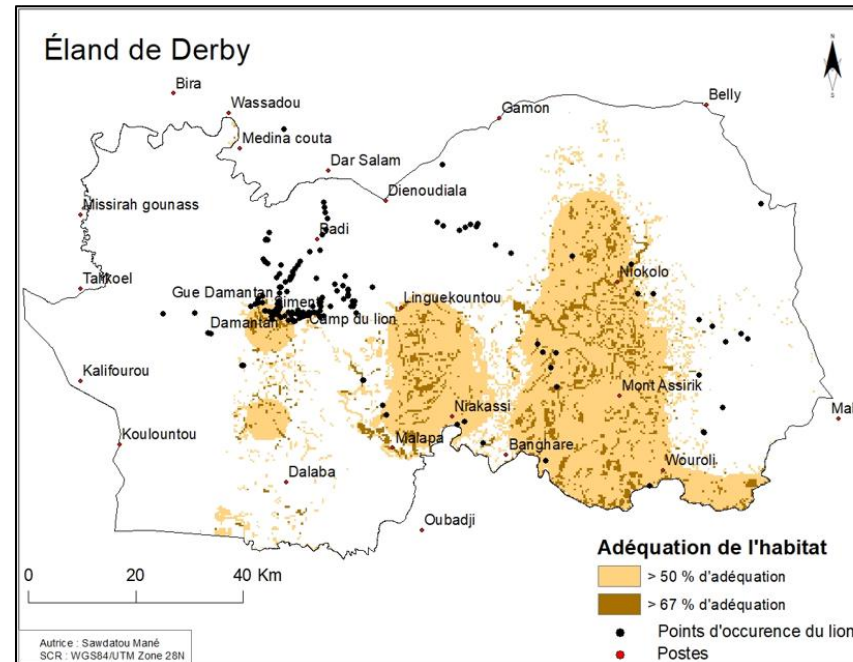 Éland de Derby
N
S
Bira
Wassadou
Belly
Gamon
Medina couta
Dar Salam
Dienoudiala
Missirah gounass
Badi
Talikoel
Niokolo
Gue Damantan
Simenti
Linguekountou
Damantan
Camp du lion
Kalifourou
Mont Assirik
Niakassi
Mal
Koulountou
Malapa
Banghare
Wouroli
Dalaba
Oubadji
0 20 40 Km
Adéquation de l'habitat
> 50 % d'adéquation
> 67 % d'adéquation
Points d'occurence du lion
Postes
Autrice : Sawdatou Mané
SCR : WGS84/UTM Zone 28N